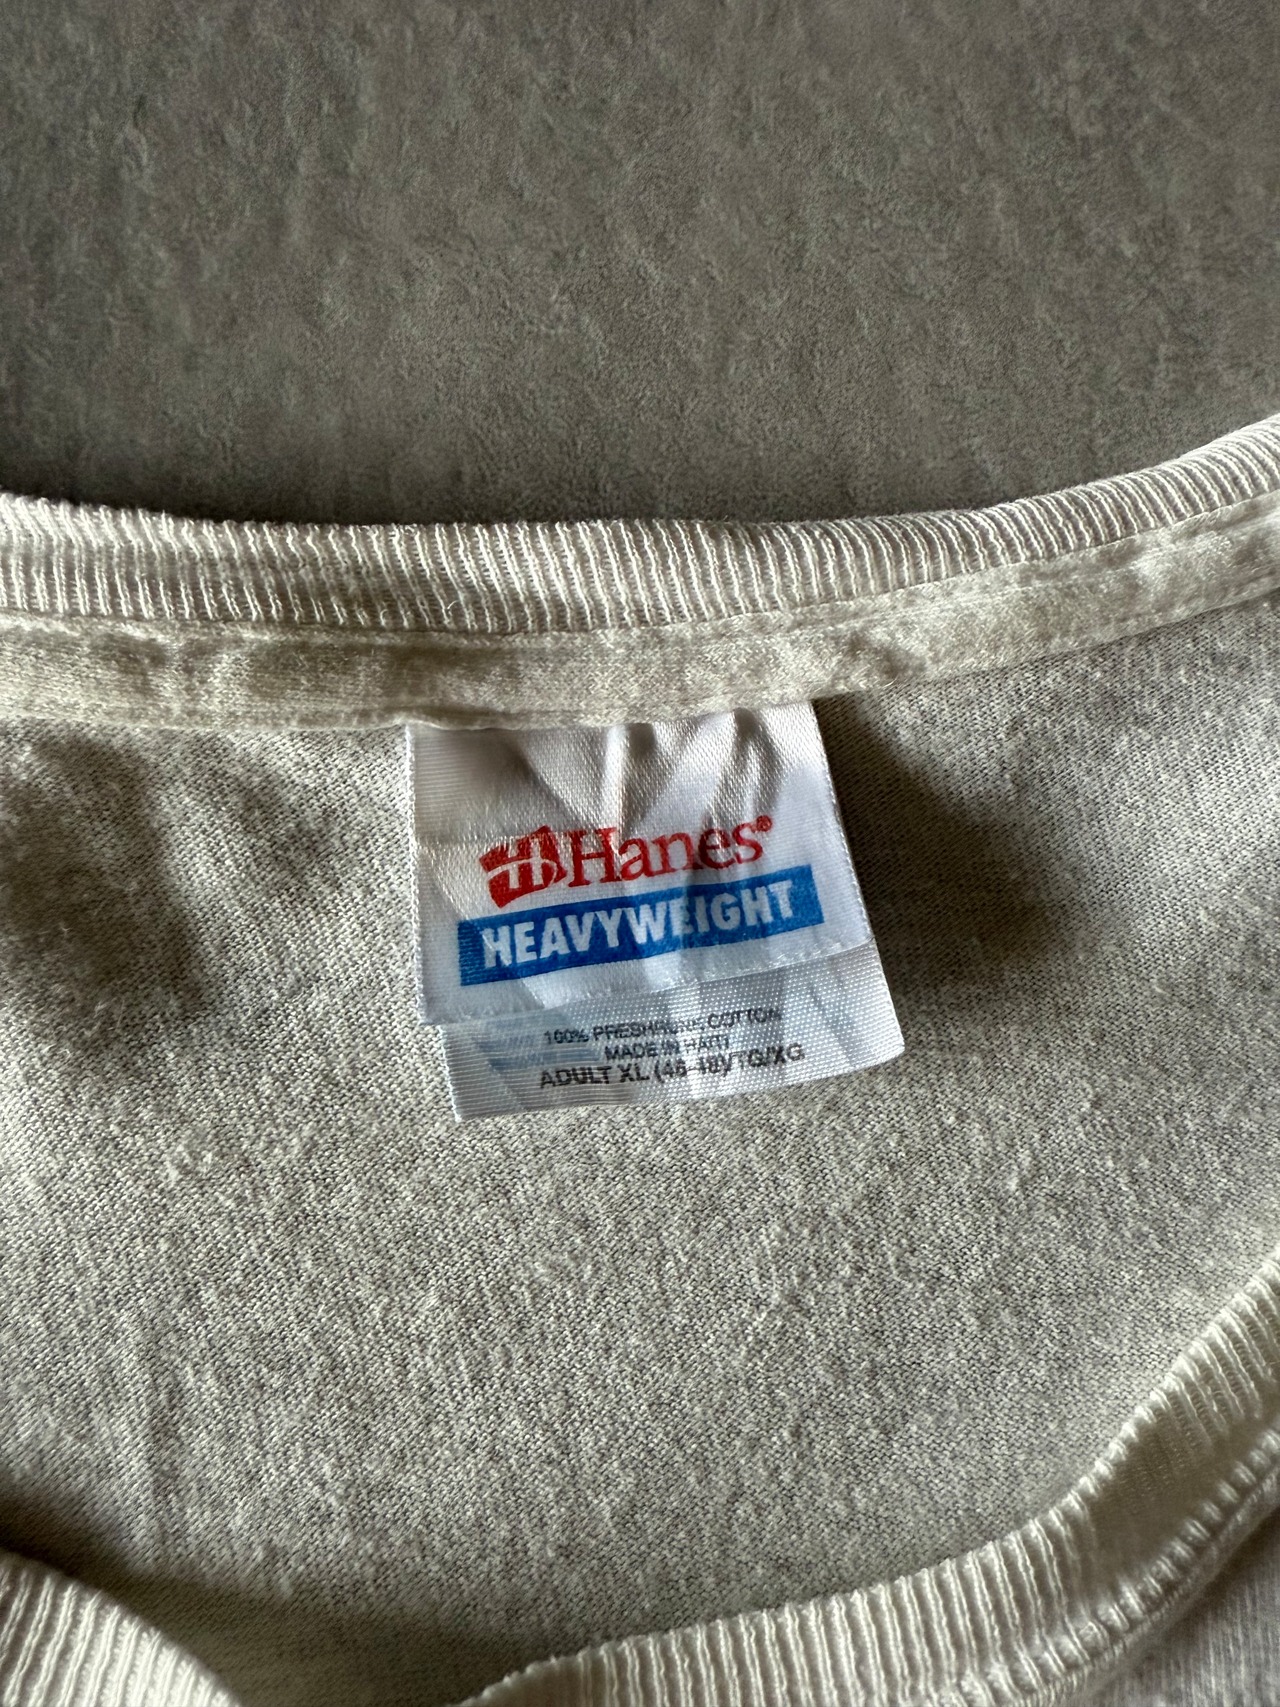 Hanes®
HEAVYWEIGHT
100% PRESHRUNK COTTON
MADE IN HAITI
ADULT XL (46-48)/TG/XG